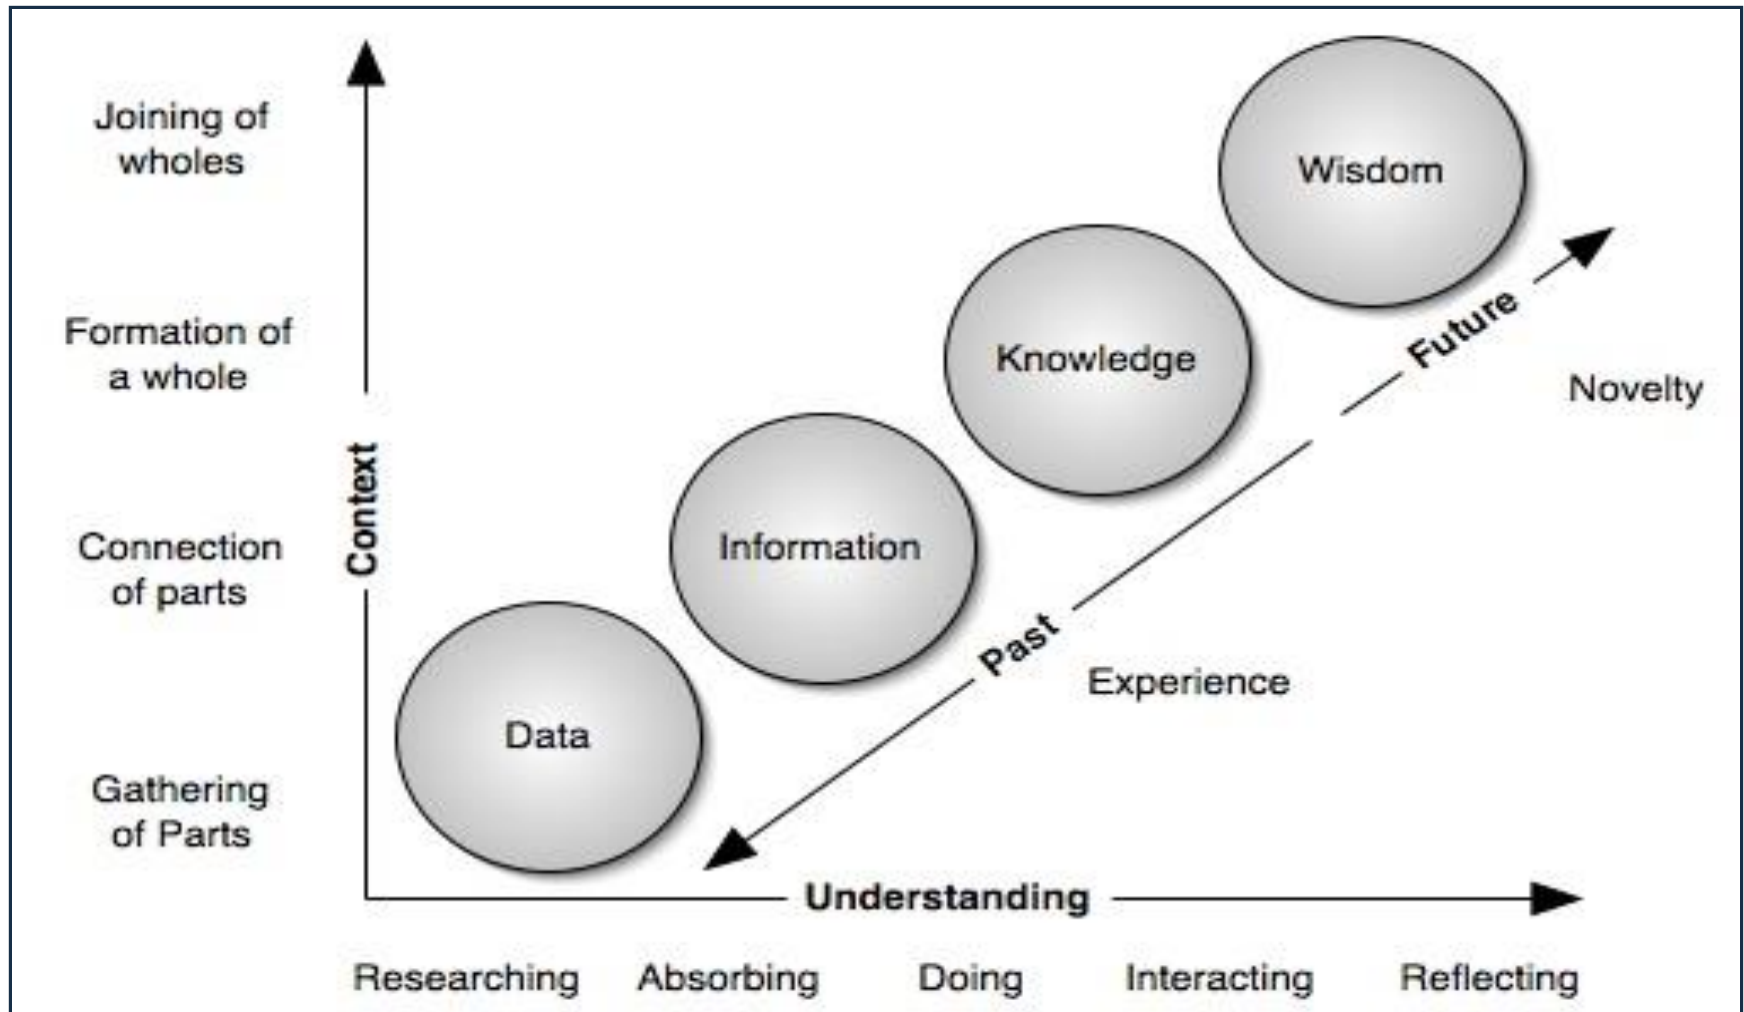 Joining of
wholes
Formation of
a whole
Connection
of parts
Gathering
of Parts
Context
Wisdom
Knowledge
Information
Data
Future
Novelty
Past
Experience
Understanding
Researching Absorbing Doing Interacting Reflecting